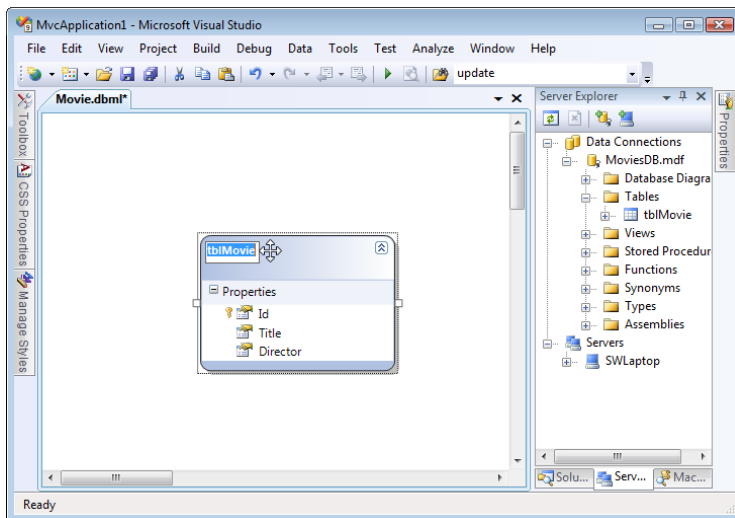 MvcApplication1 - Microsoft Visual Studio
File Edit View Project Build Debug Data Tools Test Analyze Window Help
update
Movie.dbml*
Toolbox
CSS Properties
Manage Styles
tblMovie
Properties
Id
Title
Director
Server Explorer
Data Connections
MoviesDB.mdf
Database Diagra
Tables
tblMovie
Views
Stored Procedur
Functions
Synonyms
Types
Assemblies
Servers
SWLaptop
Solu... Serv... Mac...
Properties
Ready